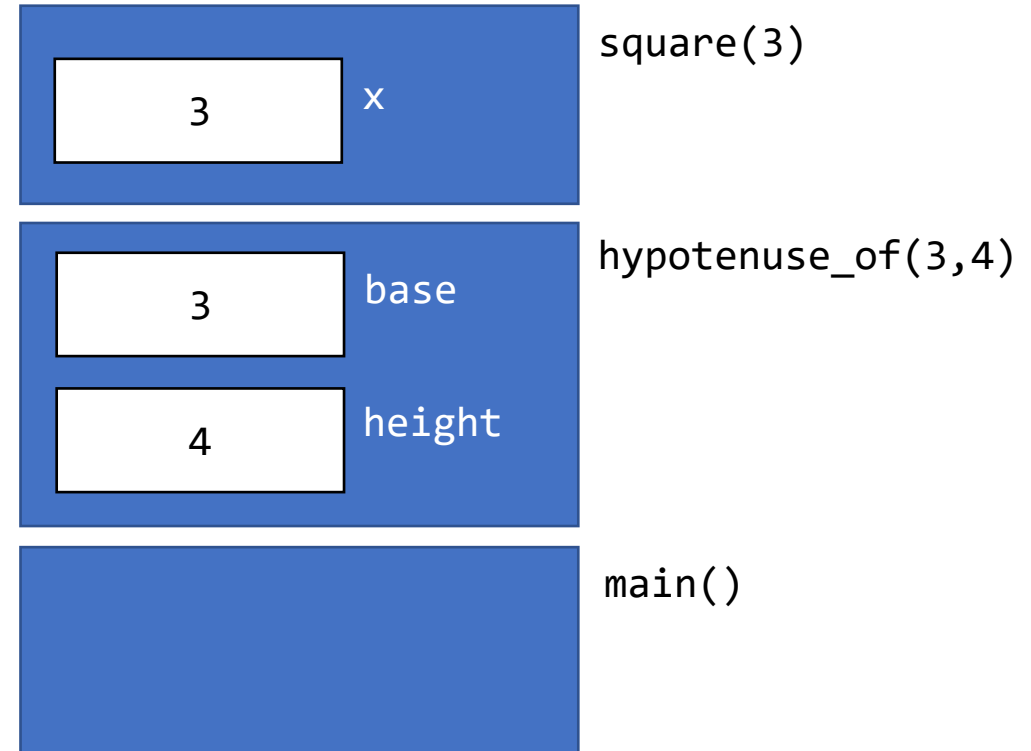 square(3)
3 x
hypotenuse_of(3,4)
3 base
4 height
main()